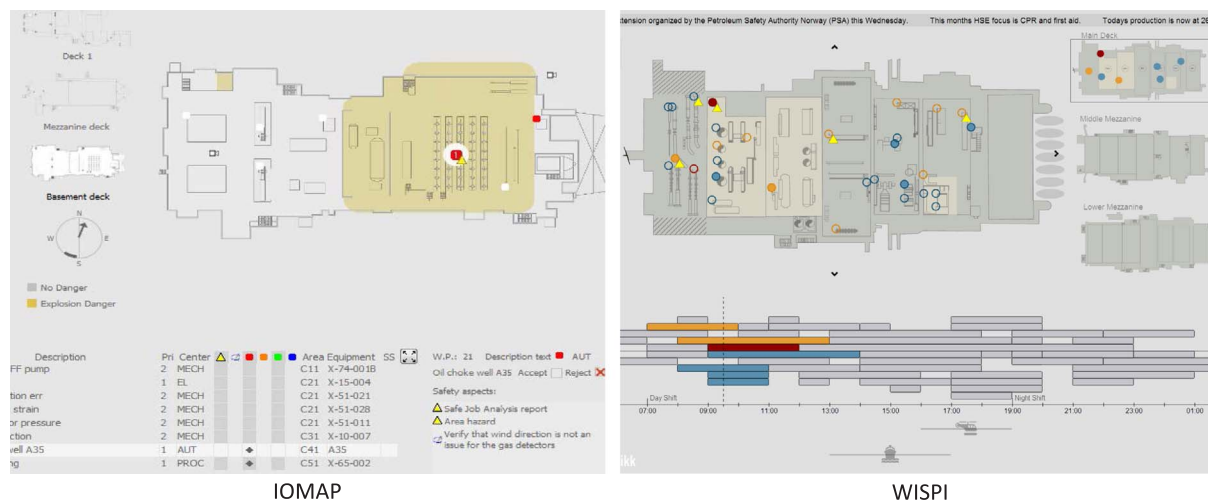 Deck 1
Mezzanine deck
Basement deck
N
W E
S
No Danger
Explosion Danger
Description Pri Center Area Equipment SS
FF pump 2 MECH C11 X-74-001B
1 EL C21 X-15-004
tion err 2 MECH C21 X-51-021
strain 2 MECH C21 X-51-028
or pressure 2 MECH C21 X-51-011
ction 2 MECH C31 X-10-007
vell A35 1 AUT C41 A35
ng 1 PROC C51 X-65-002
W.P.: 21 Description text AUT
Oil choke well A35 Accept Reject
Safety aspects:
Safe Job Analysis report
Area hazard
Verify that wind direction is not an
issue for the gas detectors
IOMAP
tension organized by the Petroleum Safety Authority Norway (PSA) this Wednesday. This months HSE focus is CPR and first aid. Todays production is now at 26
Main Deck
Middle Mezzanine
Lower Mezzanine
Day Shift Night Shift
07:00 09:00 11:00 13:00 15:00 17:00 19:00 21:00 23:00 01:00
ikk
WISPI